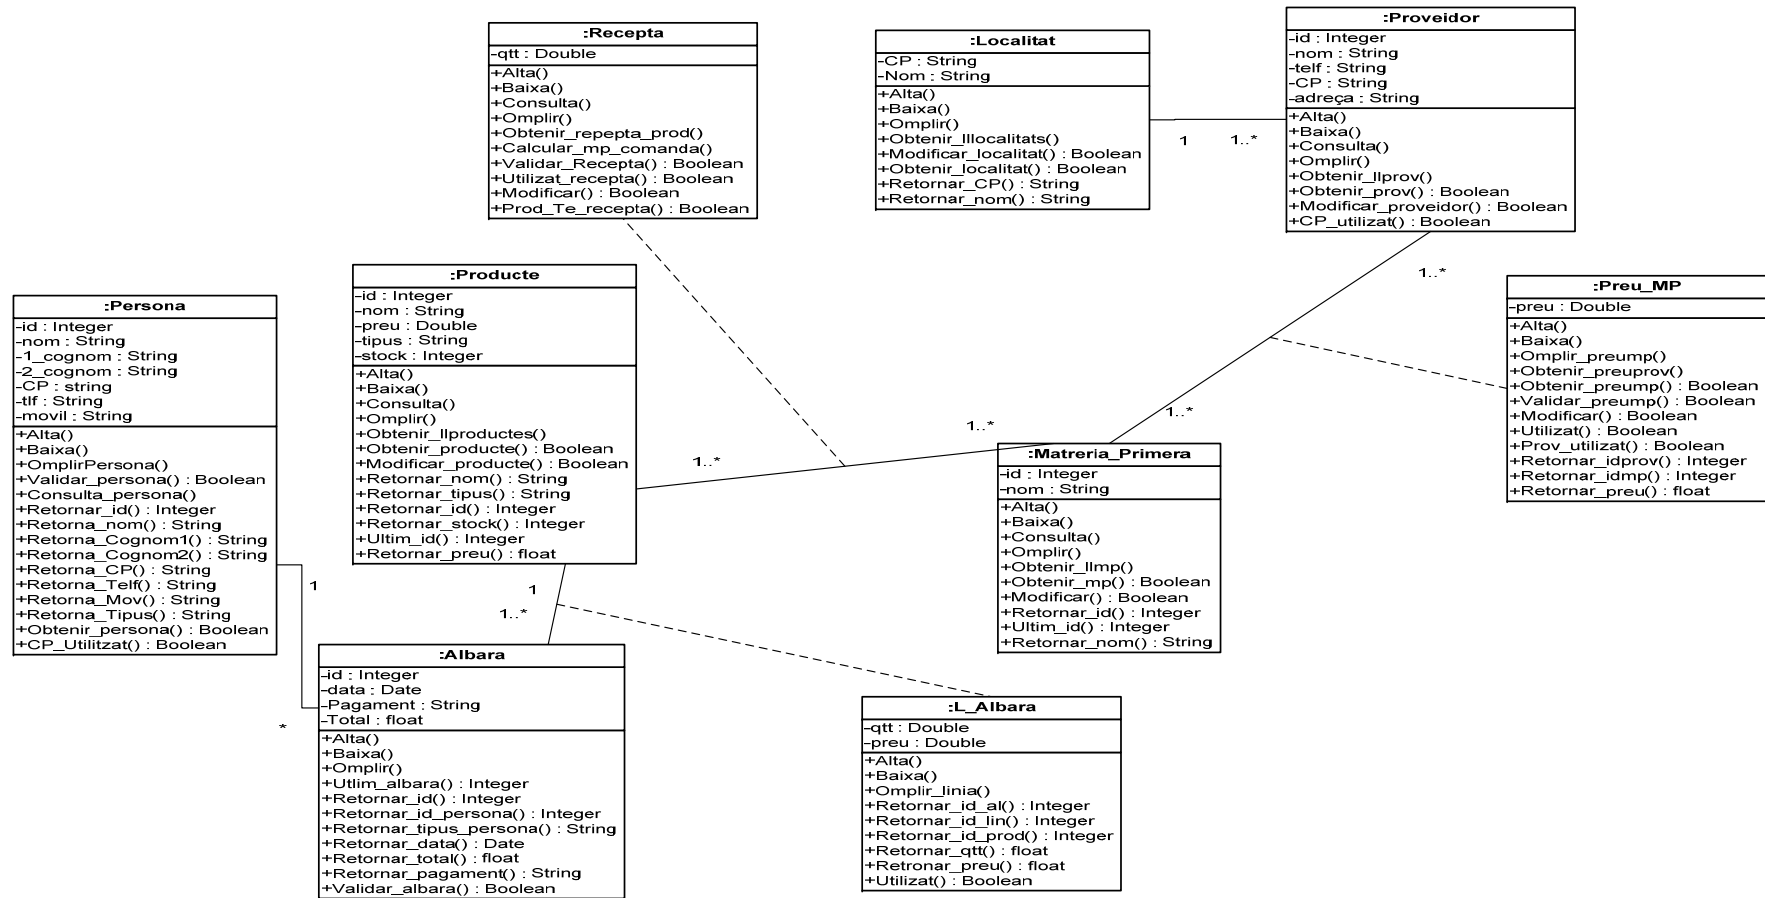 :Recepta
-qtt : Double
+Alta()
+Baixa()
+Consulta()
+Omplir()
+Obtenir_repepta_prod()
+Calcular_mp_comanda()
+Validar_Recepta() : Boolean
+Utilizat_recepta() : Boolean
+Modificar() : Boolean
+Prod_Te_recepta() : Boolean
:Localitat
-CP : String
-Nom : String
+Alta()
+Baixa()
+Omplir()
+Obtenir_lllocalitats()
+Modificar_localitat() : Boolean
+Obtenir_localitat() : Boolean
+Retornar_CP() : String
+Retornar_nom() : String
1
1..*
:Proveidor
-id : Integer
-nom : String
-telf : String
-CP : String
-adreça : String
+Alta()
+Baixa()
+Consulta()
+Omplir()
+Obtenir_llprov()
+Obtenir_prov() : Boolean
+Modificar_proveidor() : Boolean
+CP_utilizat() : Boolean
1..*
:Persona
-id : Integer
-nom : String
-1_cognom : String
-2_cognom : String
-CP : string
-tlf : String
-movil : String
+Alta()
+Baixa()
+OmplirPersona()
+Validar_persona() : Boolean
+Consulta_persona()
+Retornar_id() : Integer
+Retorna_nom() : String
+Retorna_Cognom1() : String
+Retorna_Cognom2() : String
+Retorna_CP() : String
+Retorna_Telf() : String
+Retorna_Mov() : String
+Retorna_Tipus() : String
+Obtenir_persona() : Boolean
+CP_Utilitzat() : Boolean
1
*
:Producte
-id : Integer
-nom : String
-preu : Double
-tipus : String
-stock : Integer
+Alta()
+Baixa()
+Consulta()
+Omplir()
+Obtenir_llproductes()
+Obtenir_producte() : Boolean
+Modificar_producte() : Boolean
+Retornar_nom() : String
+Retornar_tipus() : String
+Retornar_id() : Integer
+Retornar_stock() : Integer
+Ultim_id() : Integer
+Retornar_preu() : float
1..*
1..*
1..*
1
1..*
:Matreria_Primera
-id : Integer
-nom : String
+Alta()
+Baixa()
+Consulta()
+Omplir()
+Obtenir_llmp()
+Obtenir_mp() : Boolean
+Modificar() : Boolean
+Retornar_id() : Integer
+Ultim_id() : Integer
+Retornar_nom() : String
:Preu_MP
-preu : Double
+Alta()
+Baixa()
+Omplir_preump()
+Obtenir_preuprov()
+Obtenir_preump() : Boolean
+Validar_preump() : Boolean
+Modificar() : Boolean
+Utilizat() : Boolean
+Prov_utilizat() : Boolean
+Retornar_idprov() : Integer
+Retornar_idmp() : Integer
+Retornar_preu() : float
:Albara
-id : Integer
-data : Date
-Pagament : String
-Total : float
+Alta()
+Baixa()
+Omplir()
+Utlim_albara() : Integer
+Retornar_id() : Integer
+Retornar_id_persona() : Integer
+Retornar_tipus_persona() : String
+Retornar_data() : Date
+Retornar_total() : float
+Retornar_pagament() : String
+Validar_albara() : Boolean
:L_Albara
-qtt : Double
-preu : Double
+Alta()
+Baixa()
+Omplir_linia()
+Retornar_id_al() : Integer
+Retornar_id_lin() : Integer
+Retornar_id_prod() : Integer
+Retornar_qtt() : float
+Retronar_preu() : float
+Utilizat() : Boolean